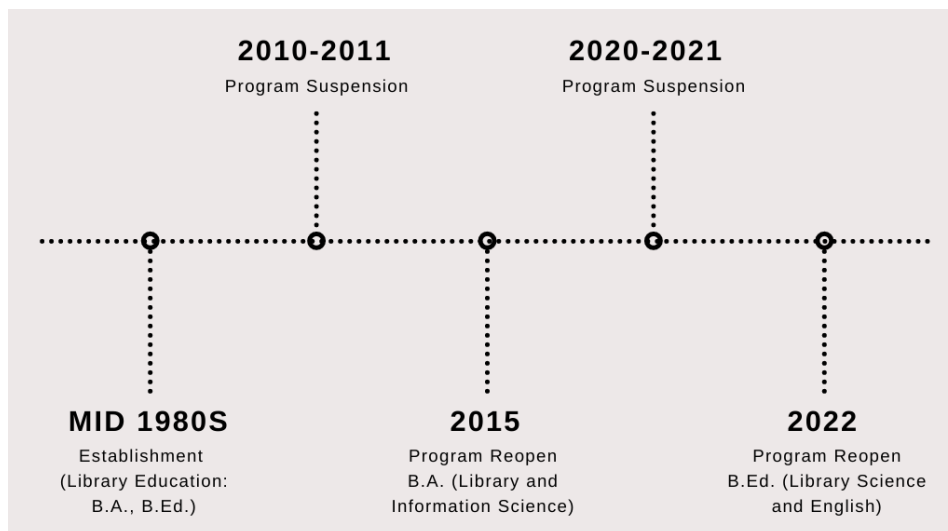 2010-2011
Program Suspension
2020-2021
Program Suspension
MID 1980S
Establishment
(Library Education:
B.A., B.Ed.)
2015
Program Reopen
B.A. (Library and
Information Science)
2022
Program Reopen
B.Ed. (Library Science
and English)